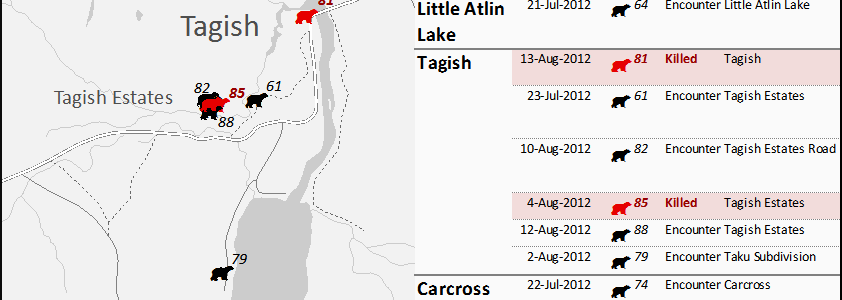 81
Tagish
82
85
61
Tagish Estates
88
79
Little Atlin
Lake
21-Jul-2012 64 Encounter Little Atlin Lake
Tagish 13-Aug-2012 81 Killed Tagish
23-Jul-2012 61 Encounter Tagish Estates
10-Aug-2012 82 Encounter Tagish Estates Road
4-Aug-2012 85 Killed Tagish Estates
12-Aug-2012 88 Encounter Tagish Estates
2-Aug-2012 79 Encounter Taku Subdivision
Carcross 22-Jul-2012 74 Encounter Carcross